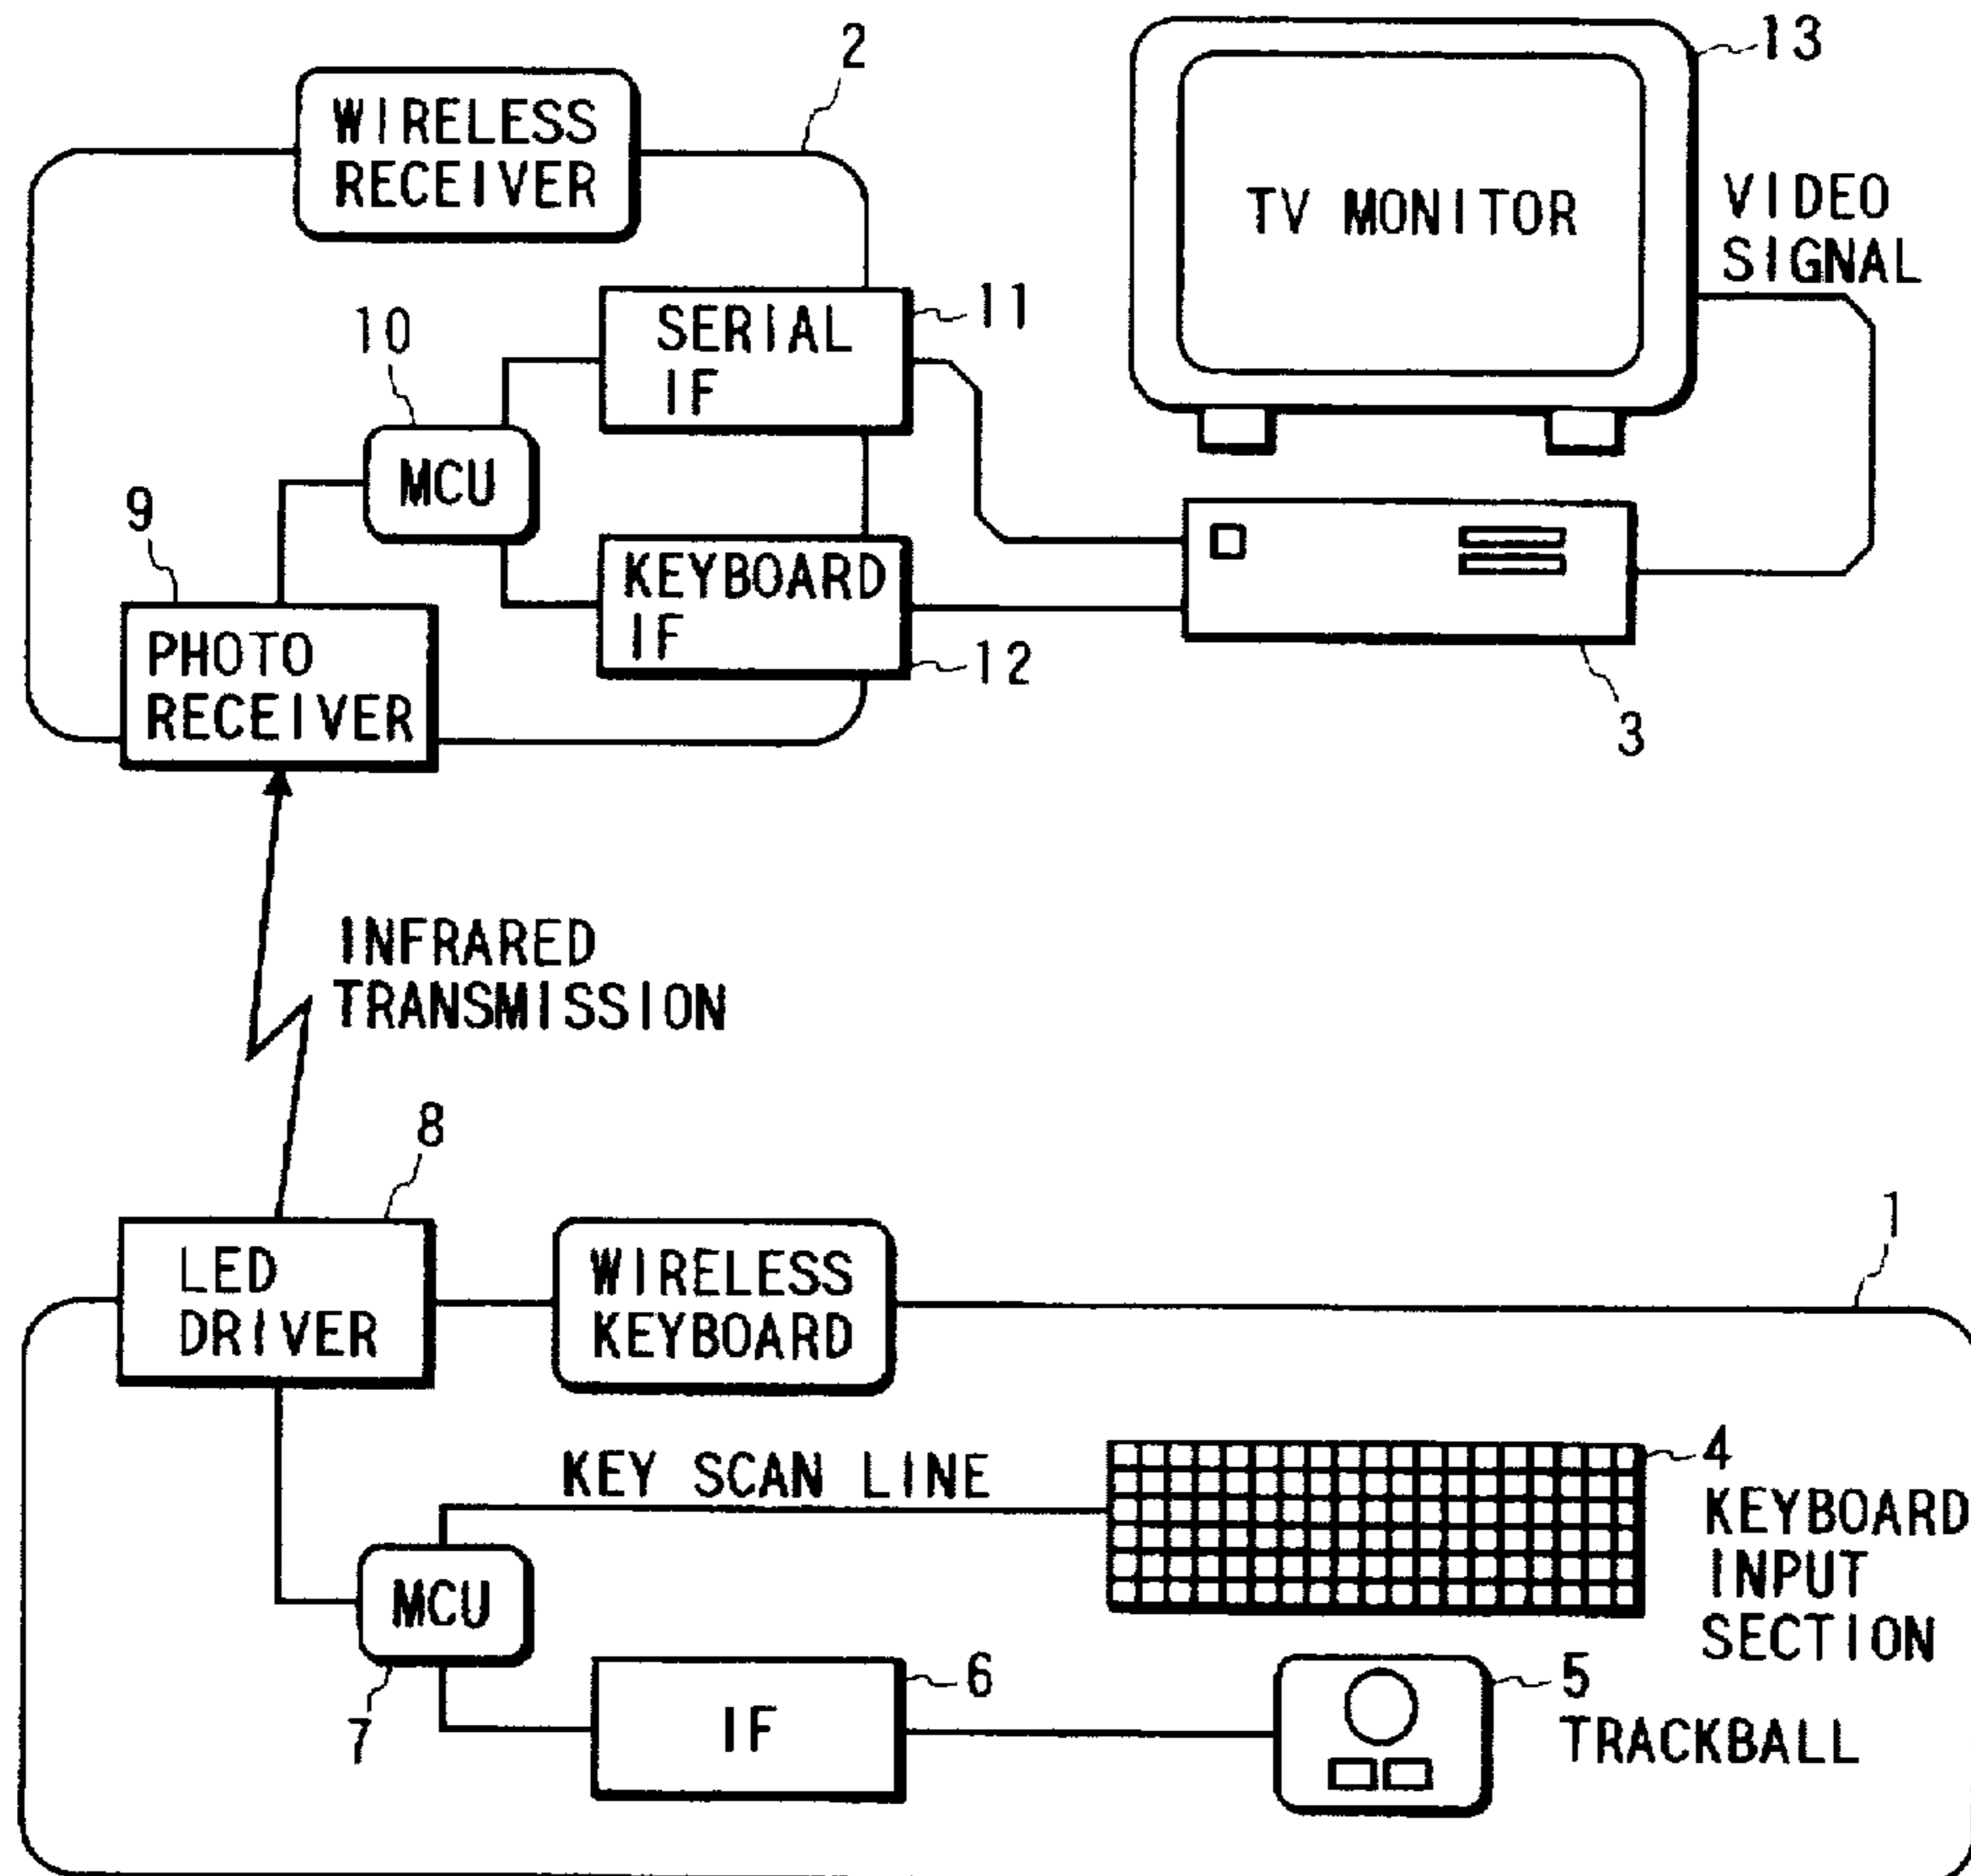 2
13
WIRELESS
RECEIVER
TV MONITOR
VIDEO
SIGNAL
10
SERIAL
IF
11
MCU
9
KEYBOARD
IF
12
PHOTO
RECEIVER
3
INFRARED
TRANSMISSION
8
1
LED
DRIVER
WIRELESS
KEYBOARD
KEY SCAN LINE
4
KEYBOARD
INPUT
SECTION
MCU
7
IF
6
5
TRACKBALL